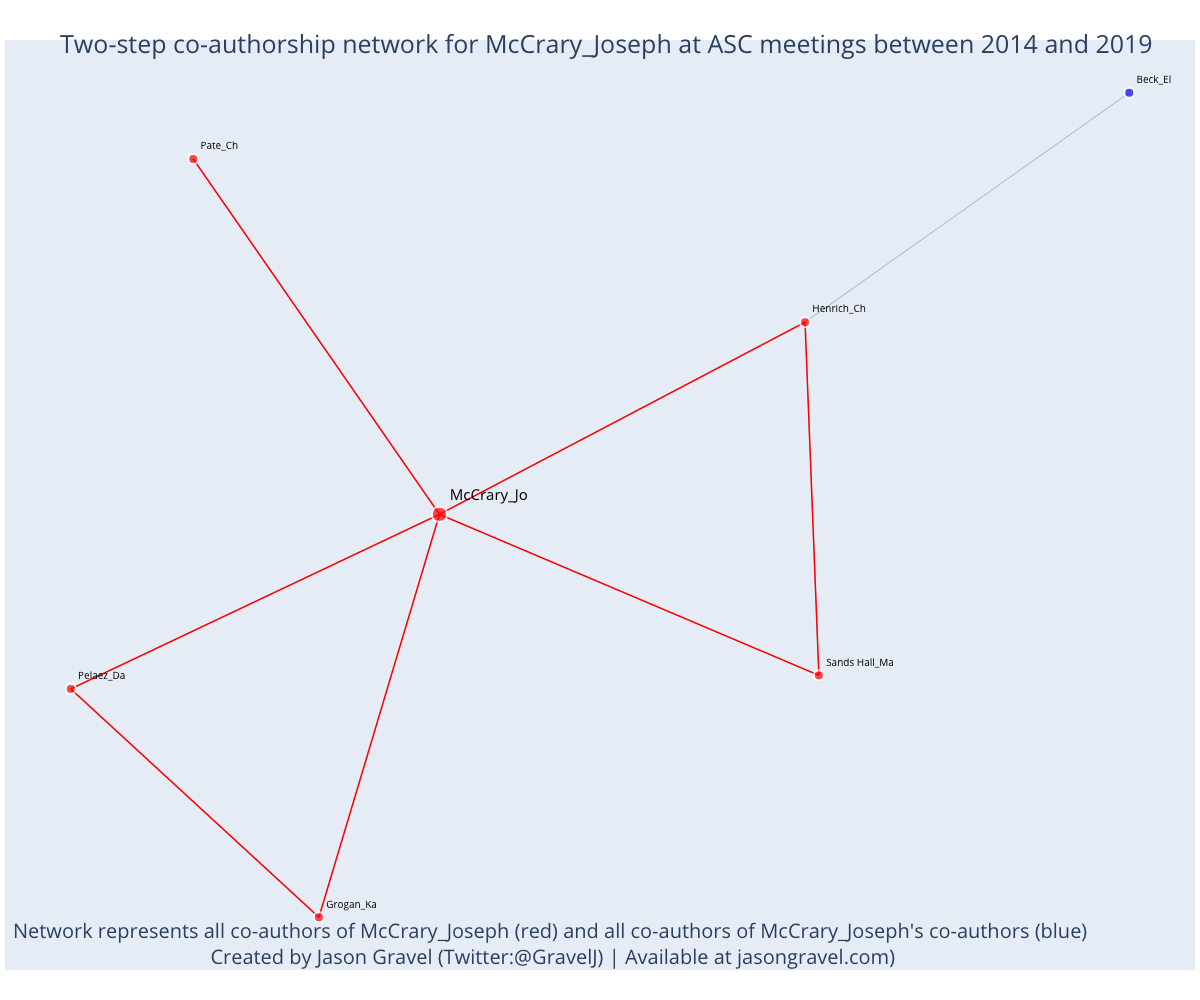 Two-step co-authorship network for McCrary_Joseph at ASC meetings between 2014 and 2019
Beck_El
Pate_Ch
Henrich_Ch
McCrary_Jo
Sands Hall_Ma
Pelaez_Da
Grogan_Ka
Network represents all co-authors of McCrary_Joseph (red) and all co-authors of McCrary_Joseph's co-authors (blue)
Created by Jason Gravel (Twitter:@GravelJ) | Available at jasongravel.com)